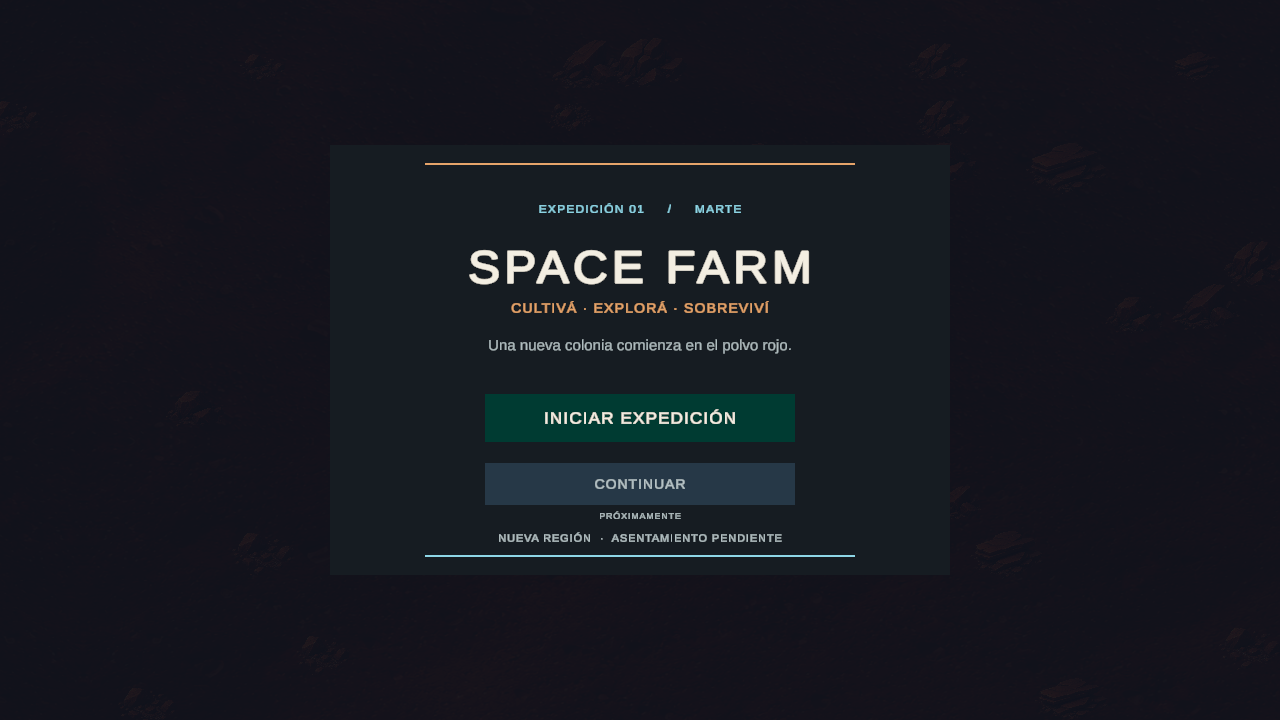 EXPEDICIÓN 01 / MARTE
SPACE FARM
CULTIVÁ · EXPLORÁ · SOBREVIVÍ
Una nueva colonia comienza en el polvo rojo.
INICIAR EXPEDICIÓN
CONTINUAR
PRÓXIMAMENTE
NUEVA REGIÓN · ASENTAMIENTO PENDIENTE